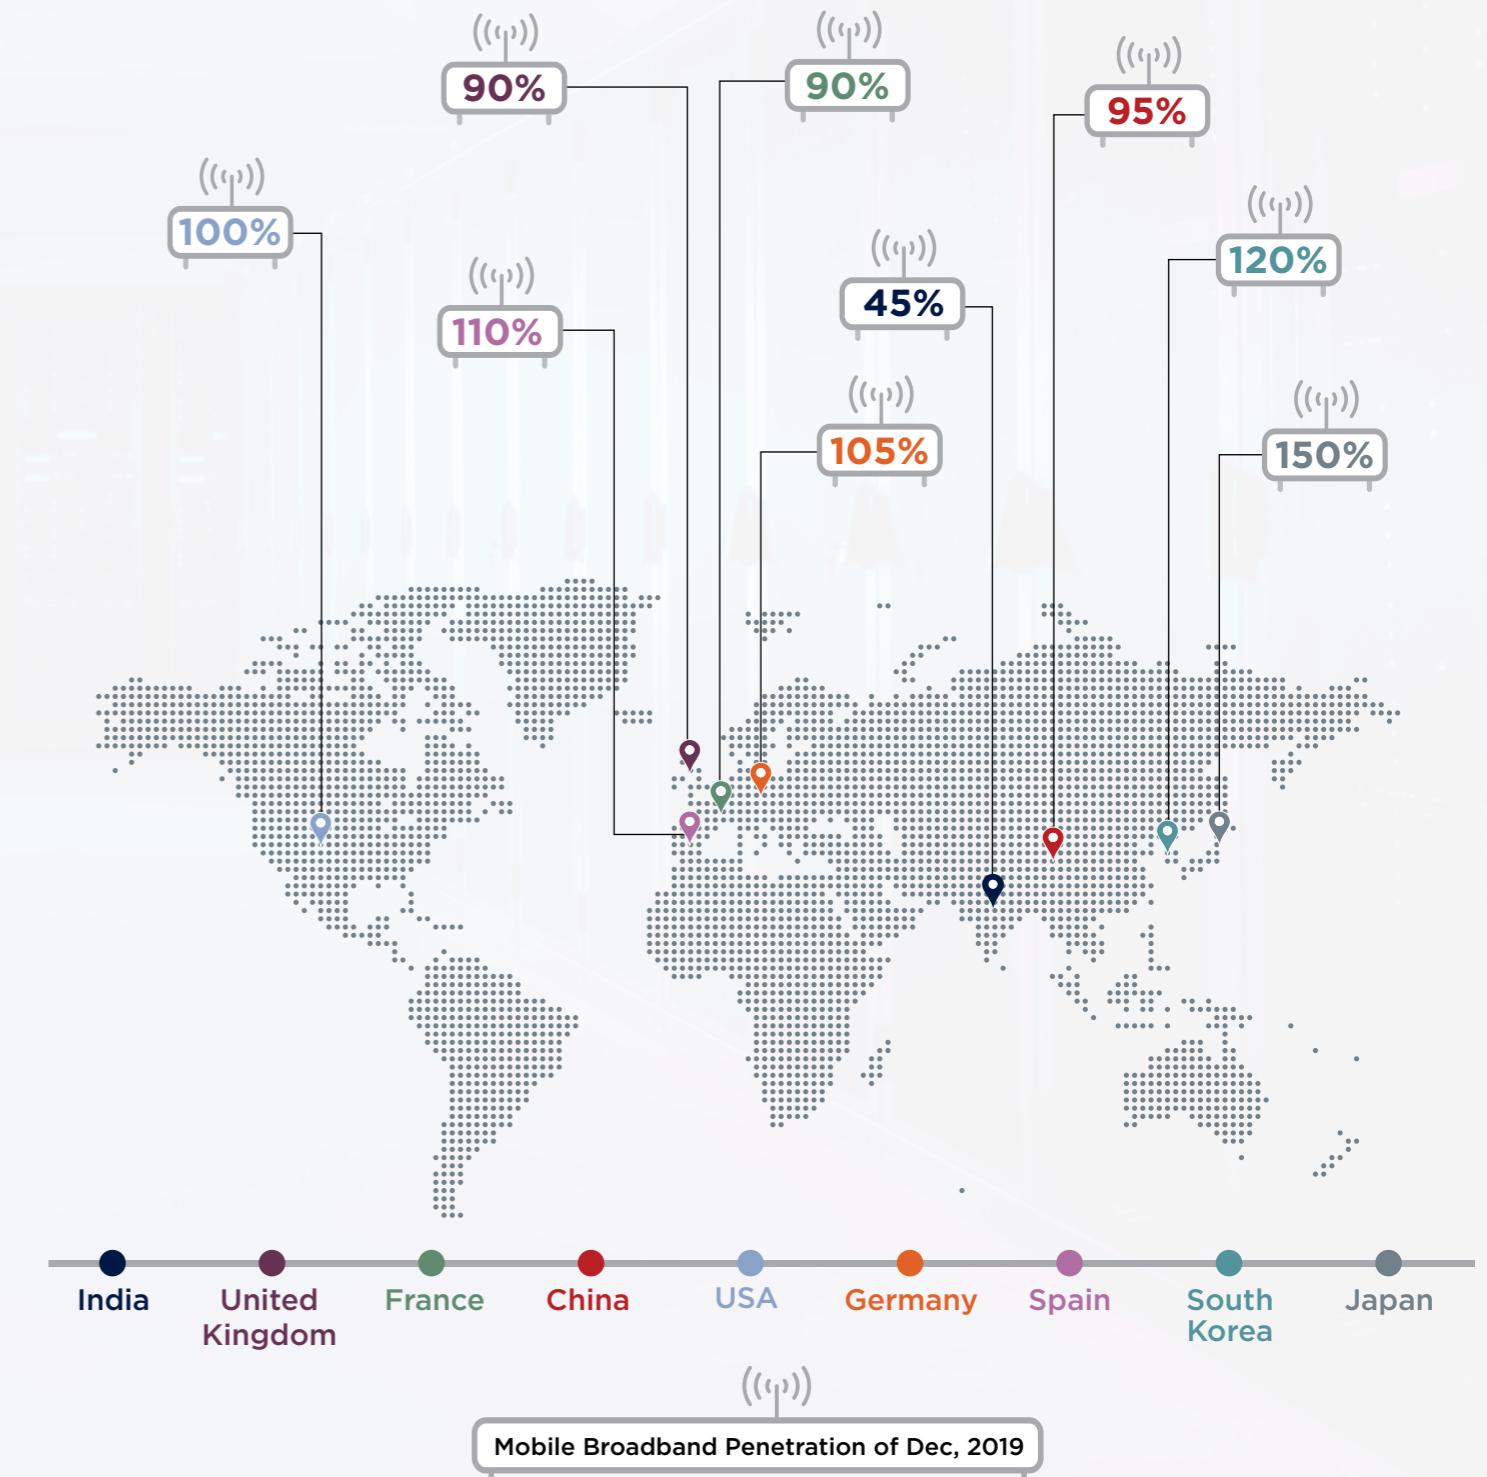 90%
90%
95%
100%
120%
45%
110%
105%
150%
India
United
Kingdom
France
China
USA
Germany
Spain
South
Korea
Japan
Mobile Broadband Penetration of Dec, 2019